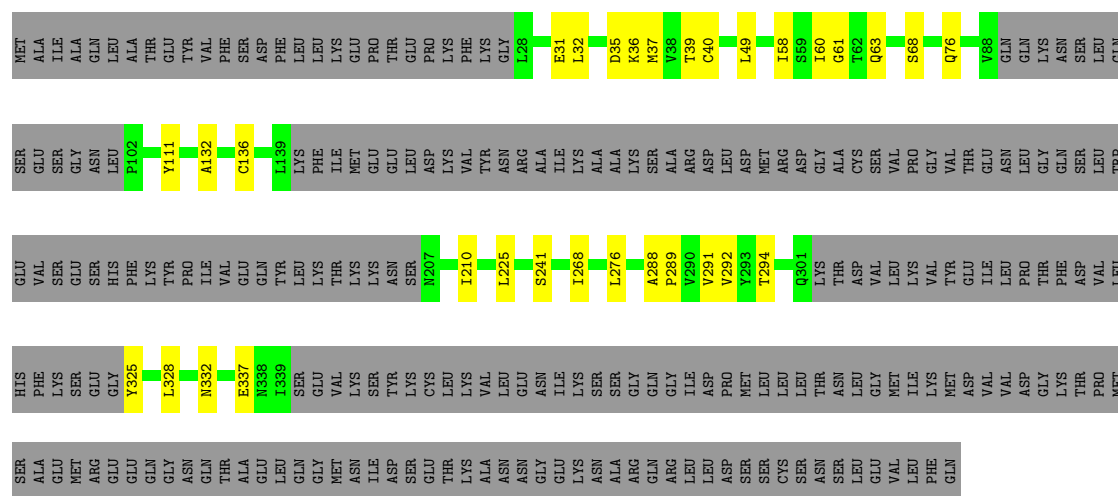 MET ALA ILE ALA GLN LEU ALA THR GLU TYR VAL PHE SER ASP PHE LEU LEU LYS GLU PRO THR GLU PRO LYS PHE LYS GLY L28 E31 L32 D35 K36 M37 V38 T39 C40 L49 I58 S59 I60 G61 T62 Q63 S68 Q76 V88 GLN GLN LYS ASN SER LEU GLN
SER GLU SER GLY ASN LEU P102 Y111 A132 C136 L139 LYS PHE ILE MET GLU GLU LEU ASP LYS VAL TYR ASN ARG ALA ILE LYS ALA ALA LYS SER ALA ARG ASP LEU ASP MET ARG ASP GLY ALA CYS SER VAL PRO GLY VAL THR GLU ASN LEU GLY GLN SER LEU TRP
GLU VAL SER GLU SER HIS PHE LYS TYR PRO ILE VAL GLU GLN TYR LEU LYS THR LYS LYS ASN SER N207 I210 L225 S241 I268 L276 A288 P289 V290 V291 V292 Y293 T294 Q301 LYS THR ASP VAL LEU LYS VAL TYR GLU ILE LEU PRO THR PHE ASP VAL LEU
HIS PHE LYS SER GLU GLY Y325 L328 N332 E337 N338 I339 SER GLU VAL LYS SER TYR LYS CYS LEU LYS VAL LEU GLU ASN ILE LYS SER SER GLY GLN GLY ILE ASP PRO MET LEU LEU LEU THR ASN LEU GLY MET ILE LYS MET ASP VAL VAL ASP GLY LYS THR PRO MET
SER ALA GLU MET ARG GLU GLU GLN GLY ASN GLN THR ALA GLU LEU GLN GLY MET ASN ILE ASP SER GLU THR LYS ALA ASN ASN GLY GLU LYS ASN ALA ARG GLN ARG LEU LEU ASP SER SER CYS SER ASN SER LEU GLU VAL LEU PHE GLN